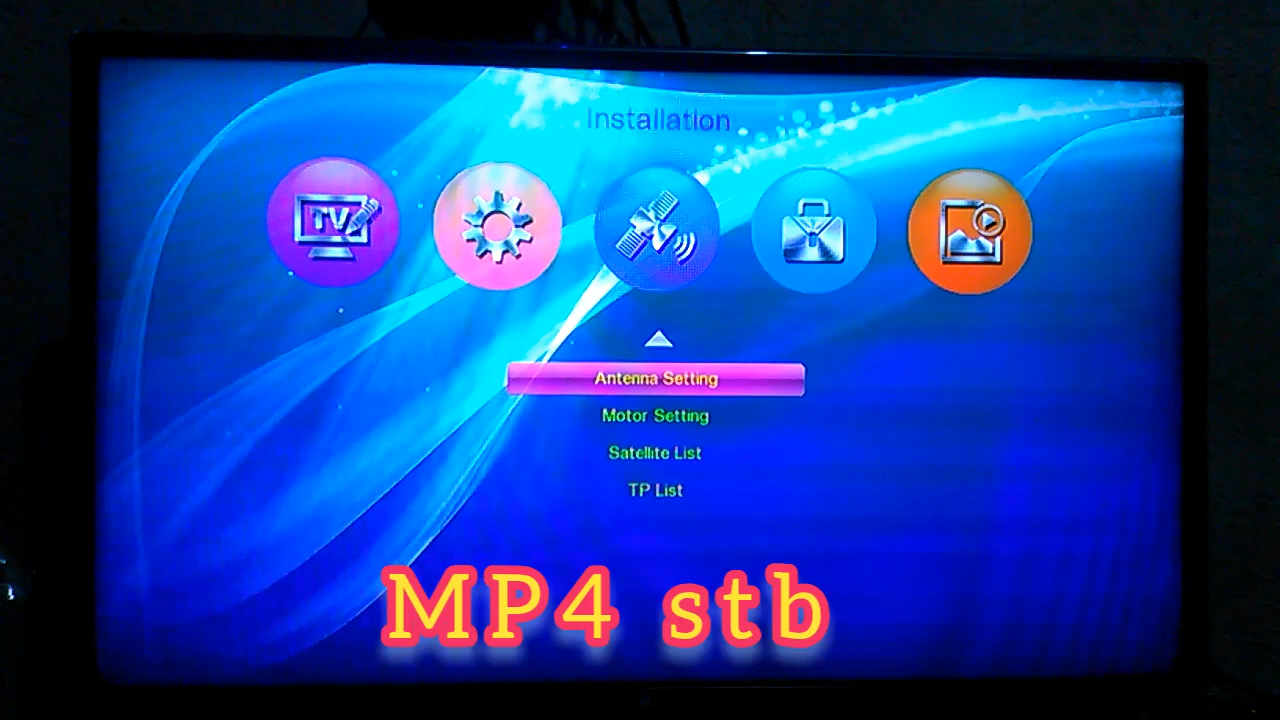 Installation
TV
Antenna Setting
Motor Setting
Satellite List
TP List
MP4 stb